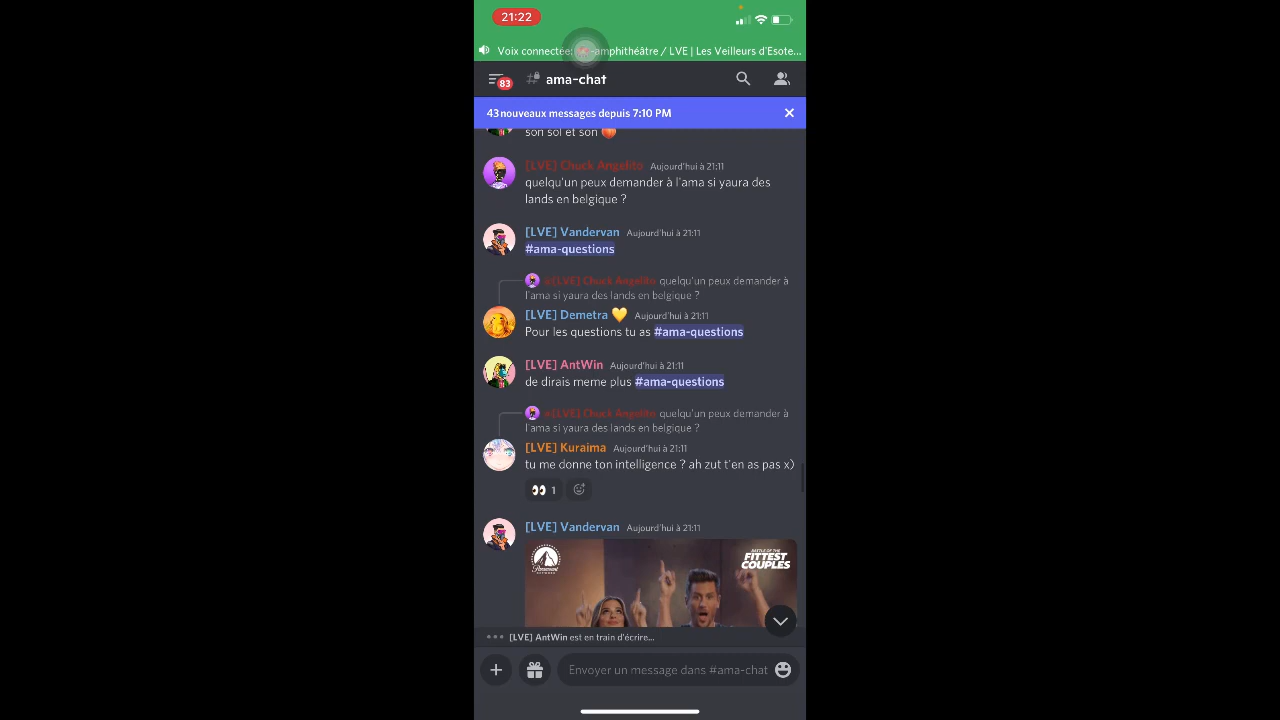 21:22
Voix connectée: -amphithéâtre / LVE | Les Veilleurs d'Esote...
83
ama-chat
43 nouveaux messages depuis 7:10 PM
son sol et son
[LVE] Chuck Angelito Aujourd'hui à 21:11
quelqu'un peux demander à l'ama si yaura des
lands en belgique ?
[LVE] Vandervan Aujourd'hui à 21:11
#ama-questions
[LVE] Chuck Angelito quelqu'un peux demander à
l'ama si yaura des lands en belgique ?
[LVE] Demetra 💛 Aujourd'hui à 21:11
Pour les questions tu as #ama-questions
[LVE] AntWin Aujourd'hui à 21:11
de dirais meme plus #ama-questions
[LVE] Chuck Angelito quelqu'un peux demander à
l'ama si yaura des lands en belgique ?
[LVE] Kuraima Aujourd'hui à 21:11
tu me donne ton intelligence ? ah zut t'en as pas x)
👀 1
[LVE] Vandervan Aujourd'hui à 21:11
Paramount
BATTLE OF THE
FITTEST
COUPLES
[LVE] AntWin est en train d'écrire...
Envoyer un message dans #ama-chat